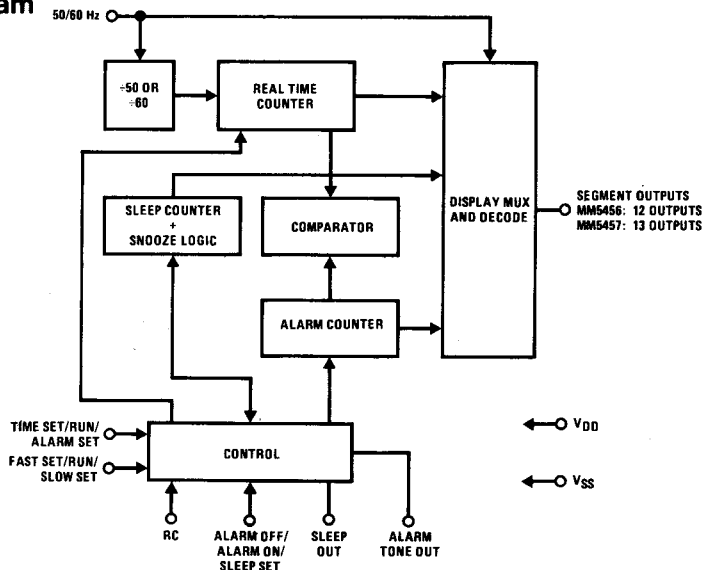 am
50/60 Hz
÷50 OR
÷60
REAL TIME
COUNTER
DISPLAY MUX
AND DECODE
SEGMENT OUTPUTS
MM5456: 12 OUTPUTS
MM5457: 13 OUTPUTS
SLEEP COUNTER
+
SNOOZE LOGIC
COMPARATOR
ALARM COUNTER
TIME SET/RUN/
ALARM SET
FAST SET/RUN/
SLOW SET
CONTROL
VDD
VSS
RC
ALARM OFF/
ALARM ON/
SLEEP SET
SLEEP
OUT
ALARM
TONE OUT